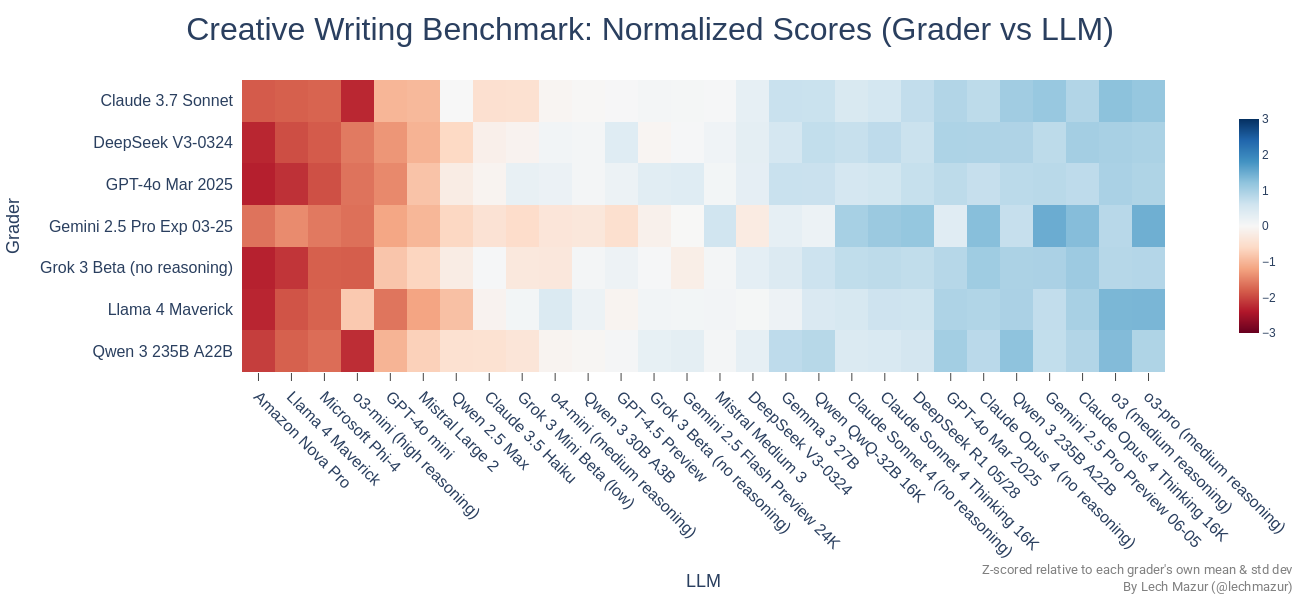 Creative Writing Benchmark: Normalized Scores (Grader vs LLM)
Grader
Claude 3.7 Sonnet
DeepSeek V3-0324
GPT-4o Mar 2025
Gemini 2.5 Pro Exp 03-25
Grok 3 Beta (no reasoning)
Llama 4 Maverick
Qwen 3 235B A22B
3
2
1
0
−1
−2
−3
Amazon Nova Pro
Llama 4 Maverick
Microsoft Phi-4
o3-mini (high reasoning)
GPT-4o mini
Mistral Large 2
Qwen 2.5 Max
Claude 3.5 Haiku
Grok 3 Mini Beta (low)
o4-mini (medium reasoning)
Qwen 3 30B A3B
GPT-4.5 Preview
Grok 3 Beta (no reasoning)
Gemini 2.5 Flash Preview 24K
Mistral Medium 3
DeepSeek V3-0324
Gemma 3 27B
Qwen QwQ-32B 16K
Claude Sonnet 4 (no reasoning)
Claude Sonnet 4 Thinking 16K
DeepSeek R1 05/28
GPT-4o Mar 2025
Claude Opus 4 (no reasoning)
Qwen 3 235B A22B
Gemini 2.5 Pro Preview 06-05
Claude Opus 4 Thinking 16K
o3 (medium reasoning)
o3-pro (medium reasoning)
LLM
Z-scored relative to each grader's own mean & std dev
By Lech Mazur (@lechmazur)